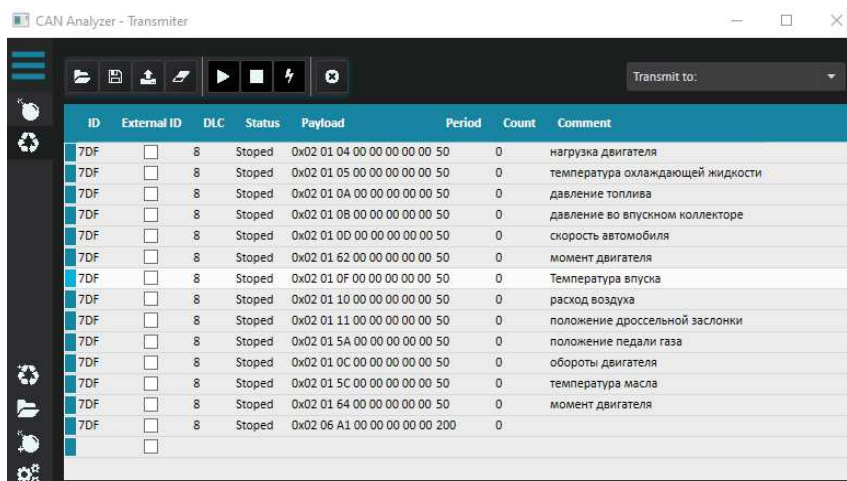 CAN Analyzer - Transmiter
Transmit to:
ID External ID DLC Status Payload Period Count Comment
7DF 8 Stoped 0x02 01 04 00 00 00 00 00 50 0 нагрузка двигателя
7DF 8 Stoped 0x02 01 05 00 00 00 00 00 50 0 температура охлаждающей жидкости
7DF 8 Stoped 0x02 01 0A 00 00 00 00 00 50 0 давление топлива
7DF 8 Stoped 0x02 01 0B 00 00 00 00 00 50 0 давление во впускном коллекторе
7DF 8 Stoped 0x02 01 0D 00 00 00 00 00 50 0 скорость автомобиля
7DF 8 Stoped 0x02 01 62 00 00 00 00 00 50 0 момент двигателя
7DF 8 Stoped 0x02 01 0F 00 00 00 00 00 50 0 Температура впуска
7DF 8 Stoped 0x02 01 10 00 00 00 00 00 50 0 расход воздуха
7DF 8 Stoped 0x02 01 11 00 00 00 00 00 50 0 положение дроссельной заслонки
7DF 8 Stoped 0x02 01 5A 00 00 00 00 00 50 0 положение педали газа
7DF 8 Stoped 0x02 01 0C 00 00 00 00 00 50 0 обороты двигателя
7DF 8 Stoped 0x02 01 5C 00 00 00 00 00 50 0 температура масла
7DF 8 Stoped 0x02 01 64 00 00 00 00 00 50 0 момент двигателя
7DF 8 Stoped 0x02 06 A1 00 00 00 00 00 200 0